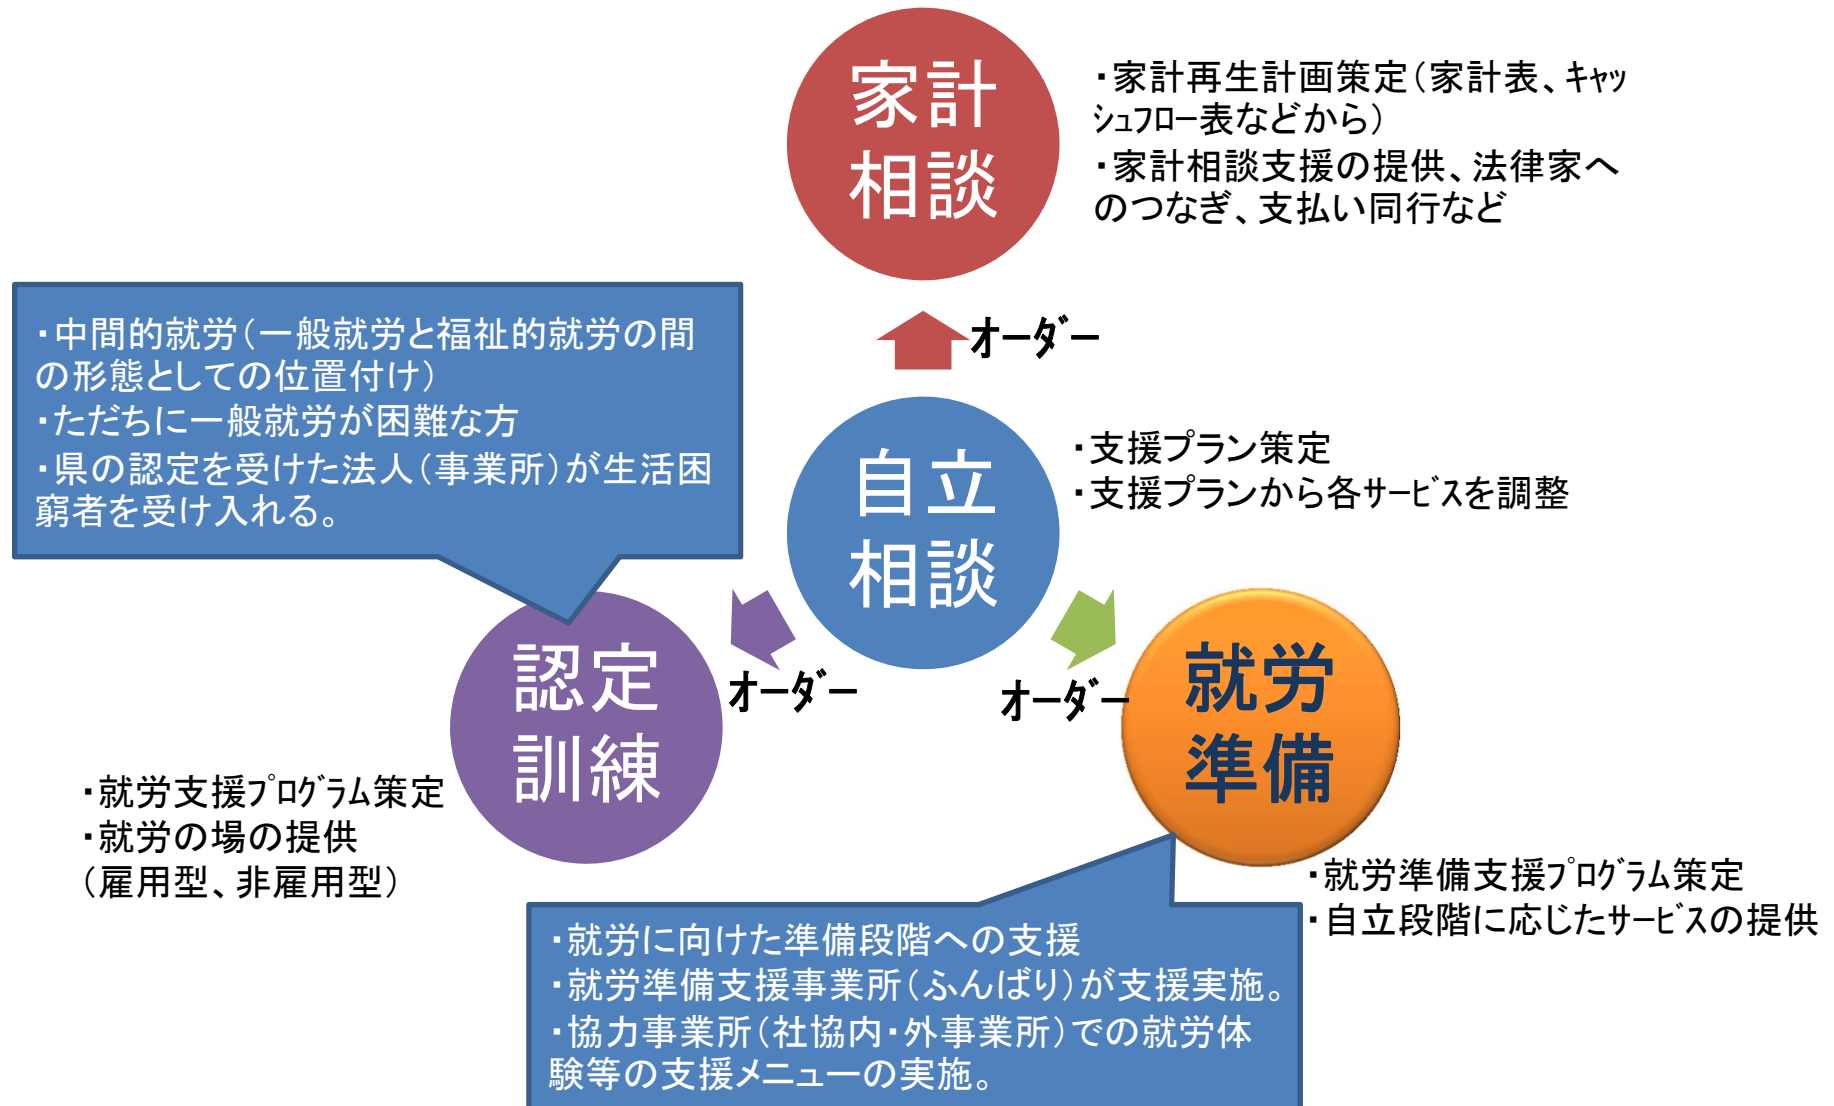 家計
相談
・家計再生計画策定（家計表、ｷｬｯ
ｼｭﾌﾛｰ表などから）
・家計相談支援の提供、法律家へ
のつなぎ、支払い同行など
オーダー
・中間的就労（一般就労と福祉的就労の間
の形態としての位置付け）
・ただちに一般就労が困難な方
・県の認定を受けた法人（事業所）が生活困
窮者を受け入れる。
自立
相談
・支援プラン策定
・支援プランから各ｻｰﾋﾞｽを調整
オーダー
オーダー
認定
訓練
・就労支援ﾌﾟﾛｸﾞﾗﾑ策定
・就労の場の提供
（雇用型、非雇用型）
就労
準備
・就労準備支援ﾌﾟﾛｸﾞﾗﾑ策定
・自立段階に応じたｻｰﾋﾞｽの提供
・就労に向けた準備段階への支援
・就労準備支援事業所（ふんばり）が支援実施。
・協力事業所（社協内・外事業所）での就労体
験等の支援メニューの実施。